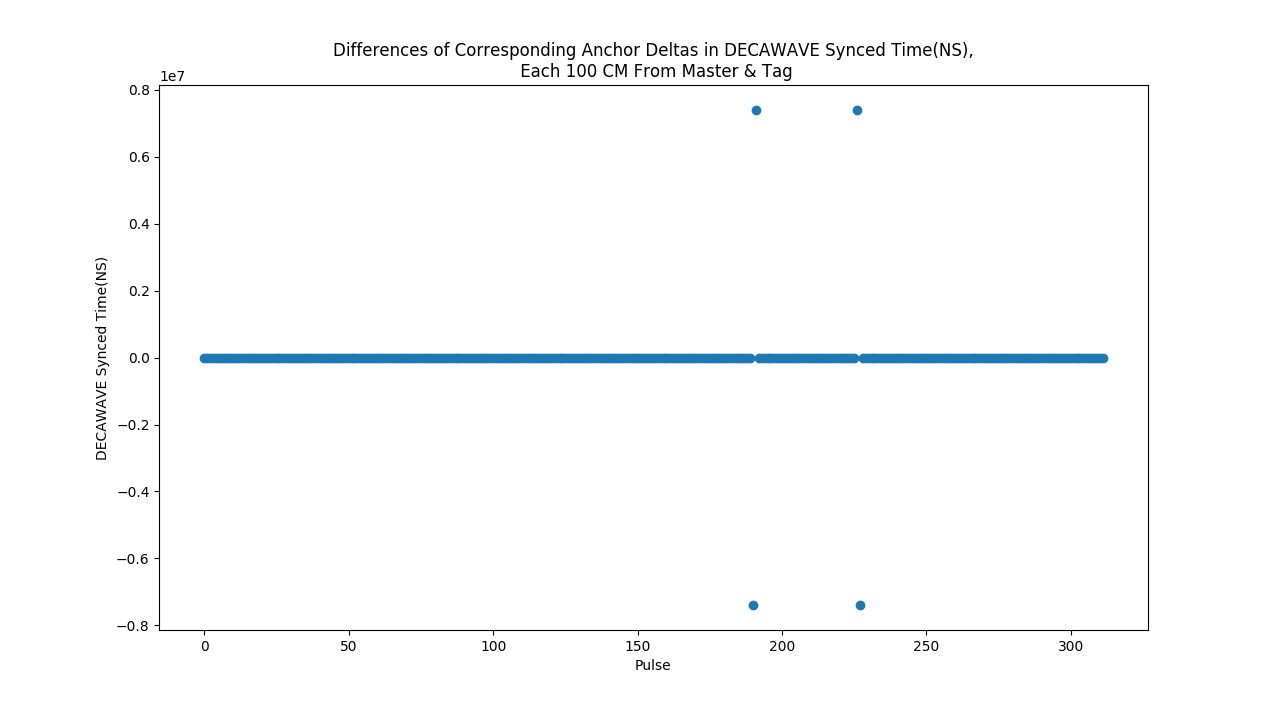 Differences of Corresponding Anchor Deltas in DECAWAVE Synced Time(NS),
Each 100 CM From Master & Tag
1e7
0.8
0.6
0.4
0.2
0.0
−0.2
−0.4
−0.6
−0.8
DECAWAVE Synced Time(NS)
0 50 100 150 200 250 300
Pulse